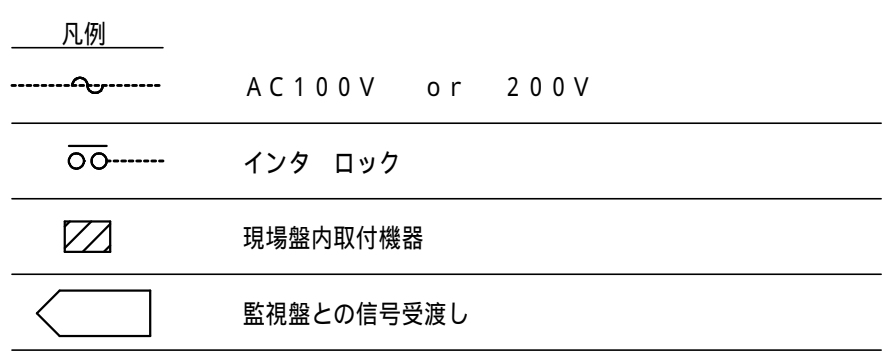 凡例
AC100V or 200V
インタ ロック
現場盤内取付機器
監視盤との信号受渡し